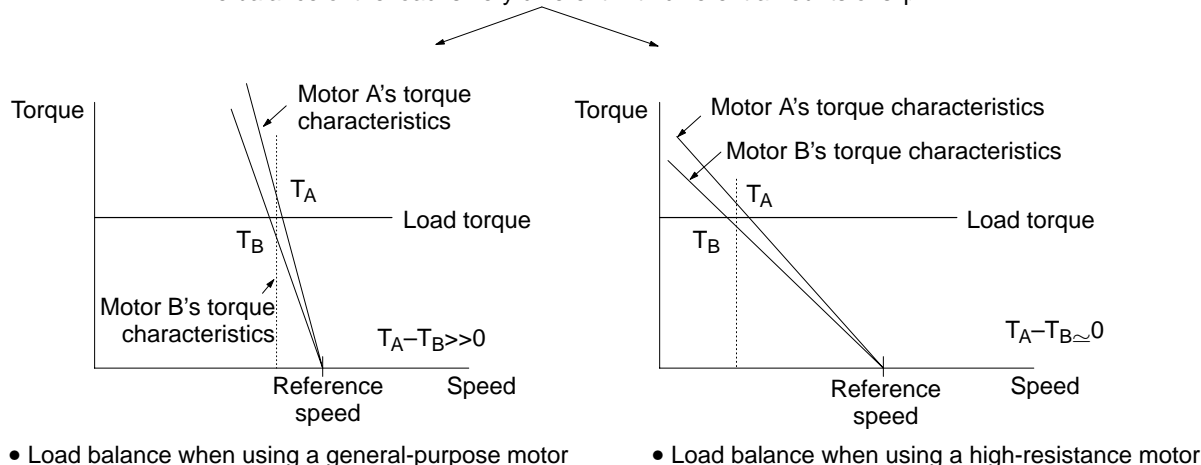 Torque
Motor A's torque
characteristics
T_A
Load torque
T_B
Motor B's torque
characteristics
T_A–T_B>>0
Reference
speed
Speed
• Load balance when using a general-purpose motor
Torque
Motor A's torque characteristics
Motor B's torque characteristics
T_A
Load torque
T_B
T_A–T_B≃0
Reference
speed
Speed
• Load balance when using a high-resistance motor